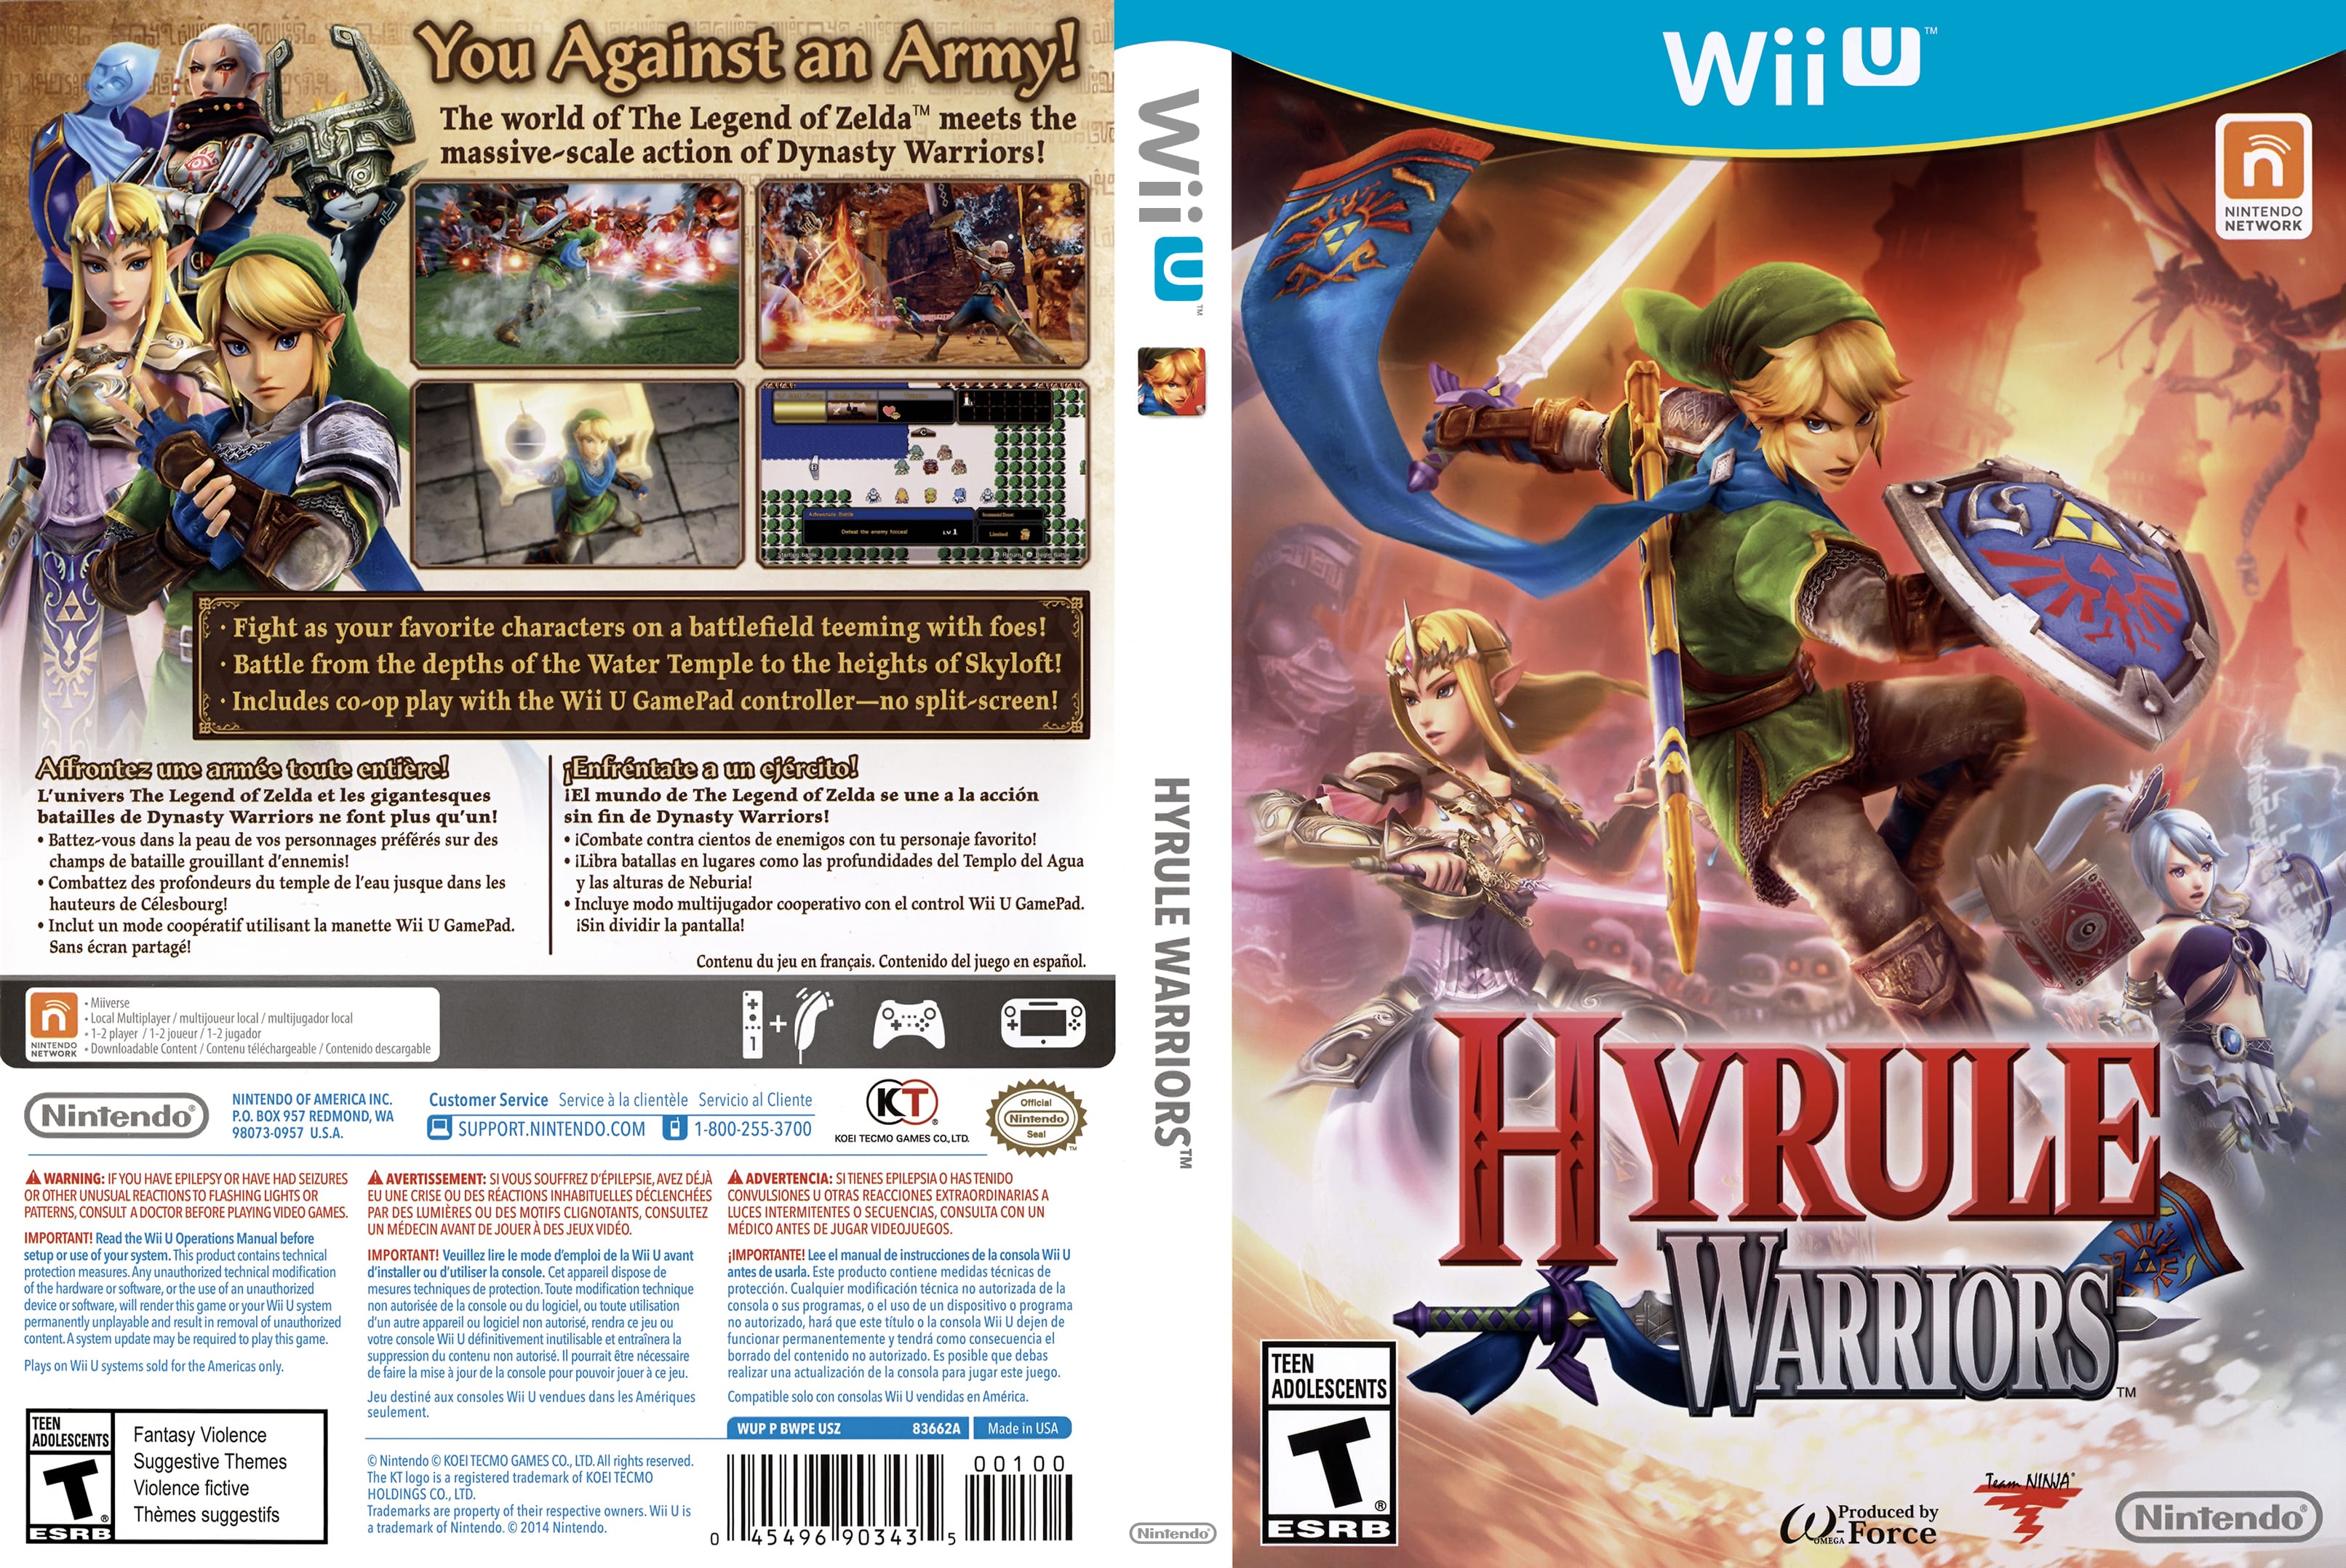 You Against an Army!
The world of The Legend of Zelda™ meets the
massive-scale action of Dynasty Warriors!
Adventure Battle
Defeat the enemy forces!
LV 1
Limited
· Fight as your favorite characters on a battlefield teeming with foes!
· Battle from the depths of the Water Temple to the heights of Skyloft!
· Includes co-op play with the Wii U GamePad controller—no split-screen!
Affrontez une armée toute entière!
L'univers The Legend of Zelda et les gigantesques
batailles de Dynasty Warriors ne font plus qu'un!
• Battez-vous dans la peau de vos personnages préférés sur des
champs de bataille grouillant d'ennemis!
• Combattez des profondeurs du temple de l'eau jusque dans les
hauteurs de Célesbourg!
• Inclut un mode coopératif utilisant la manette Wii U GamePad.
Sans écran partagé!
¡Enfréntate a un ejército!
¡El mundo de The Legend of Zelda se une a la acción
sin fin de Dynasty Warriors!
• ¡Combate contra cientos de enemigos con tu personaje favorito!
• ¡Libra batallas en lugares como las profundidades del Templo del Agua
y las alturas de Neburia!
• Incluye modo multijugador cooperativo con el control Wii U GamePad.
¡Sin dividir la pantalla!
Contenu du jeu en français. Contenido del juego en español.
NINTENDO
NETWORK
• Miiverse
• Local Multiplayer / multijoueur local / multijugador local
• 1-2 player / 1-2 joueur / 1-2 jugador
• Downloadable Content / Contenu téléchargeable / Contenido descargable
1
+
Nintendo®
NINTENDO OF AMERICA INC.
P.O. BOX 957 REDMOND, WA
98073-0957 U.S.A.
Customer Service Service à la clientèle Servicio al Cliente
SUPPORT.NINTENDO.COM 1-800-255-3700
KT®
KOEI TECMO GAMES CO., LTD.
Official
Nintendo
Seal
™
WARNING: IF YOU HAVE EPILEPSY OR HAVE HAD SEIZURES
OR OTHER UNUSUAL REACTIONS TO FLASHING LIGHTS OR
PATTERNS, CONSULT A DOCTOR BEFORE PLAYING VIDEO GAMES.
IMPORTANT! Read the Wii U Operations Manual before
setup or use of your system. This product contains technical
protection measures. Any unauthorized technical modification
of the hardware or software, or the use of an unauthorized
device or software, will render this game or your Wii U system
permanently unplayable and result in removal of unauthorized
content. A system update may be required to play this game.
Plays on Wii U systems sold for the Americas only.
AVERTISSEMENT: SI VOUS SOUFFREZ D'ÉPILEPSIE, AVEZ DÉJÀ
EU UNE CRISE OU DES RÉACTIONS INHABITUELLES DÉCLENCHÉES
PAR DES LUMIÈRES OU DES MOTIFS CLIGNOTANTS, CONSULTEZ
UN MÉDECIN AVANT DE JOUER À DES JEUX VIDÉO.
IMPORTANT! Veuillez lire le mode d'emploi de la Wii U avant
d'installer ou d'utiliser la console. Cet appareil dispose de
mesures techniques de protection. Toute modification technique
non autorisée de la console ou du logiciel, ou toute utilisation
d'un autre appareil ou logiciel non autorisé, rendra ce jeu ou
votre console Wii U définitivement inutilisable et entraînera la
suppression du contenu non autorisé. Il pourrait être nécessaire
de faire la mise à jour de la console pour pouvoir jouer à ce jeu.
Jeu destiné aux consoles Wii U vendues dans les Amériques
seulement.
ADVERTENCIA: SI TIENES EPILEPSIA O HAS TENIDO
CONVULSIONES U OTRAS REACCIONES EXTRAORDINARIAS A
LUCES INTERMITENTES O SECUENCIAS, CONSULTA CON UN
MÉDICO ANTES DE JUGAR VIDEOJUEGOS.
¡IMPORTANTE! Lee el manual de instrucciones de la consola Wii U
antes de usarla. Este producto contiene medidas técnicas de
protección. Cualquier modificación técnica no autorizada de la
consola o sus programas, o el uso de un dispositivo o programa
no autorizado, hará que este título o la consola Wii U dejen de
funcionar permanentemente y tendrá como consecuencia el
borrado del contenido no autorizado. Es posible que debas
realizar una actualización de la consola para jugar este juego.
Compatible solo con consolas Wii U vendidas en América.
WUP P BWPE USZ 83662A Made in USA
TEEN
ADOLESCENTS
T®
ESRB
Fantasy Violence
Suggestive Themes
Violence fictive
Thèmes suggestifs
© Nintendo © KOEI TECMO GAMES CO., LTD. All rights reserved.
The KT logo is a registered trademark of KOEI TECMO
HOLDINGS CO., LTD.
Trademarks are property of their respective owners. Wii U is
a trademark of Nintendo. © 2014 Nintendo.
00100
0 45496 90343 5
Wii U™
HYRULE WARRIORS™
Nintendo®
Wii U™
NINTENDO
NETWORK
HYRULE
WARRIORS™
TEEN
ADOLESCENTS
T®
ESRB
Produced by
ω-Force
OMEGA
Team NINJA®
Nintendo®